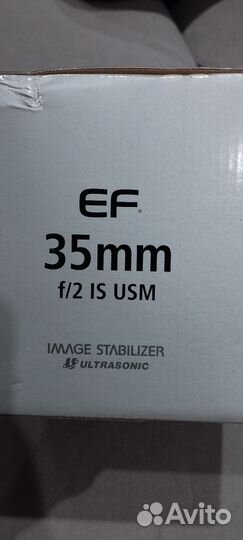 EF
35mm
f/2 IS USM
IMAGE STABILIZER
ULTRASONIC
Avito